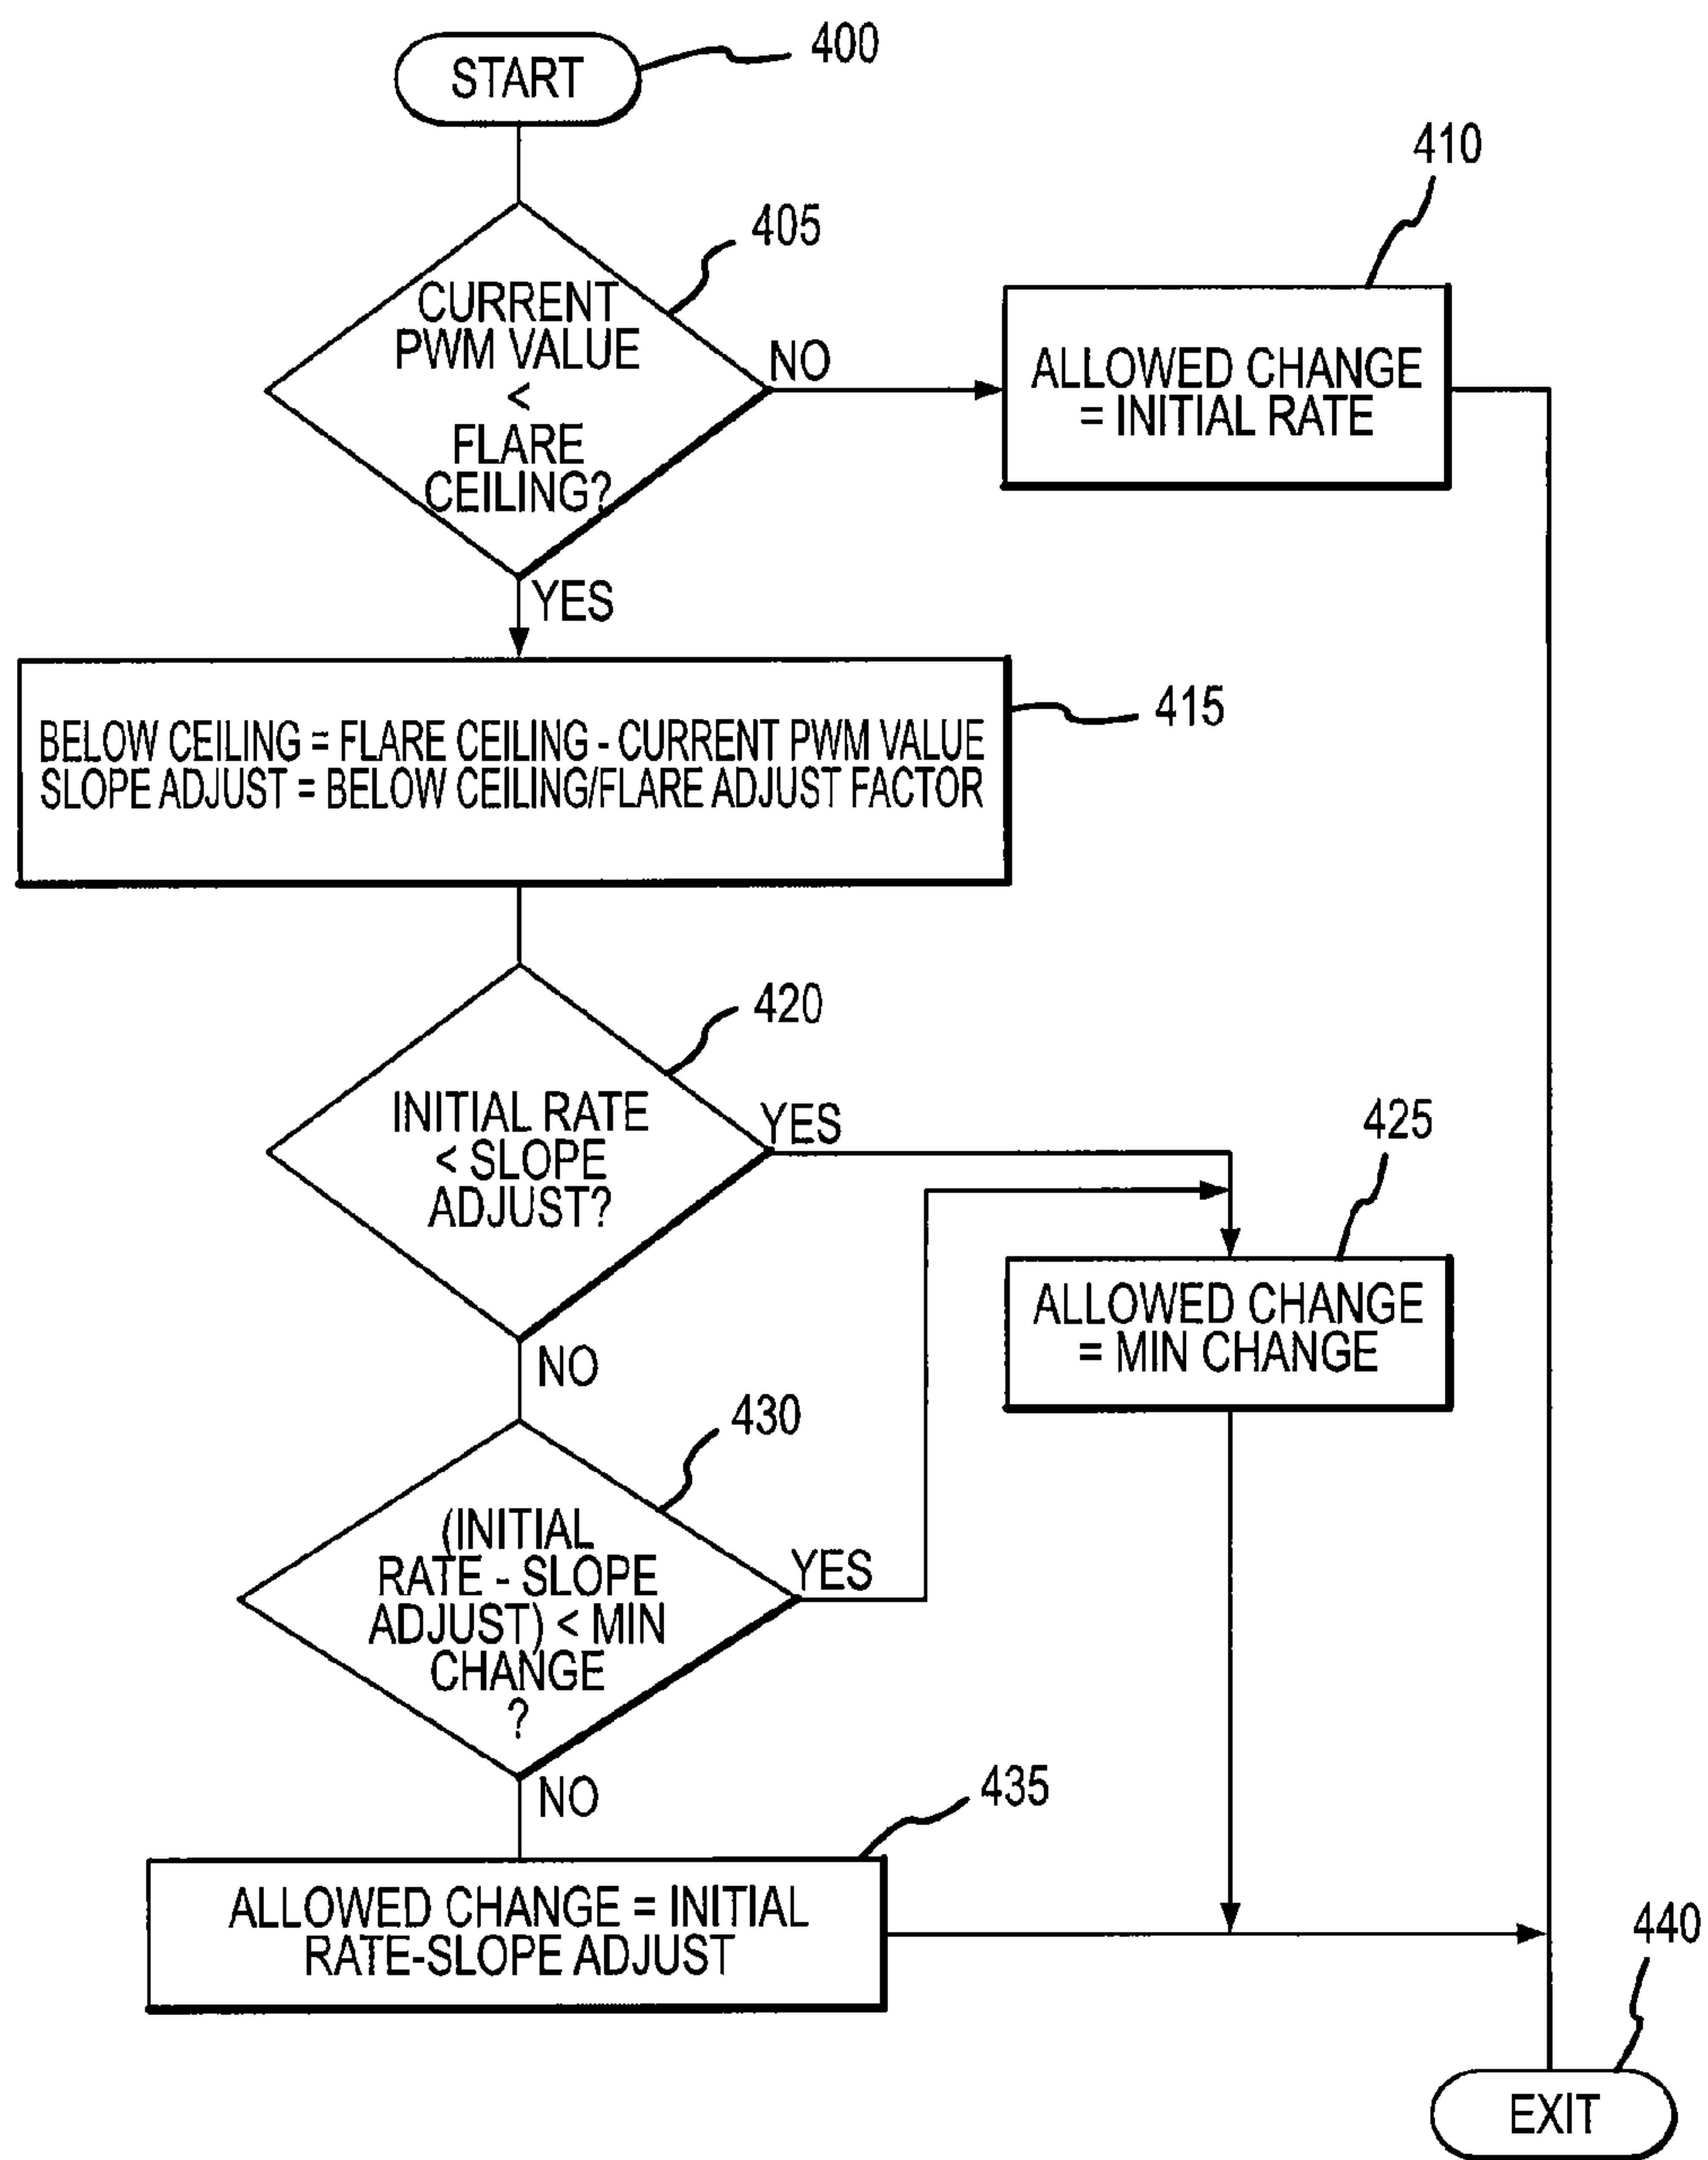 START
400
CURRENT
PWM VALUE
<
FLARE
CEILING?
405
NO
410
ALLOWED CHANGE
= INITIAL RATE
YES
415
BELOW CEILING = FLARE CEILING - CURRENT PWM VALUE
SLOPE ADJUST = BELOW CEILING/FLARE ADJUST FACTOR
420
INITIAL RATE
< SLOPE
ADJUST?
YES
425
ALLOWED CHANGE
= MIN CHANGE
NO
430
(INITIAL
RATE - SLOPE
ADJUST) < MIN
CHANGE
?
YES
NO
435
ALLOWED CHANGE = INITIAL
RATE-SLOPE ADJUST
440
EXIT